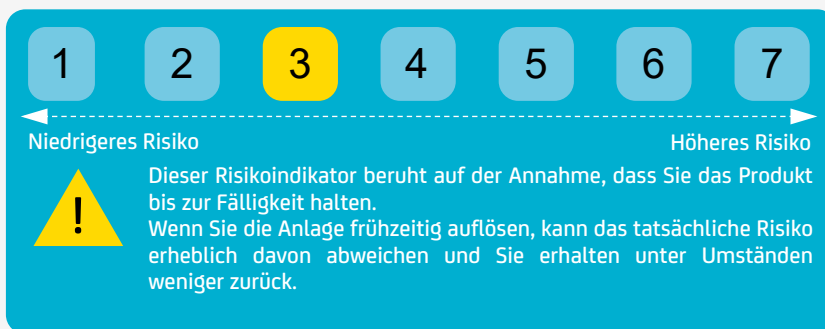 1 2 3 4 5 6 7
Niedrigeres Risiko Höheres Risiko
!
Dieser Risikoindikator beruht auf der Annahme, dass Sie das Produkt
bis zur Fälligkeit halten.
Wenn Sie die Anlage frühzeitig auflösen, kann das tatsächliche Risiko
erheblich davon abweichen und Sie erhalten unter Umständen
weniger zurück.